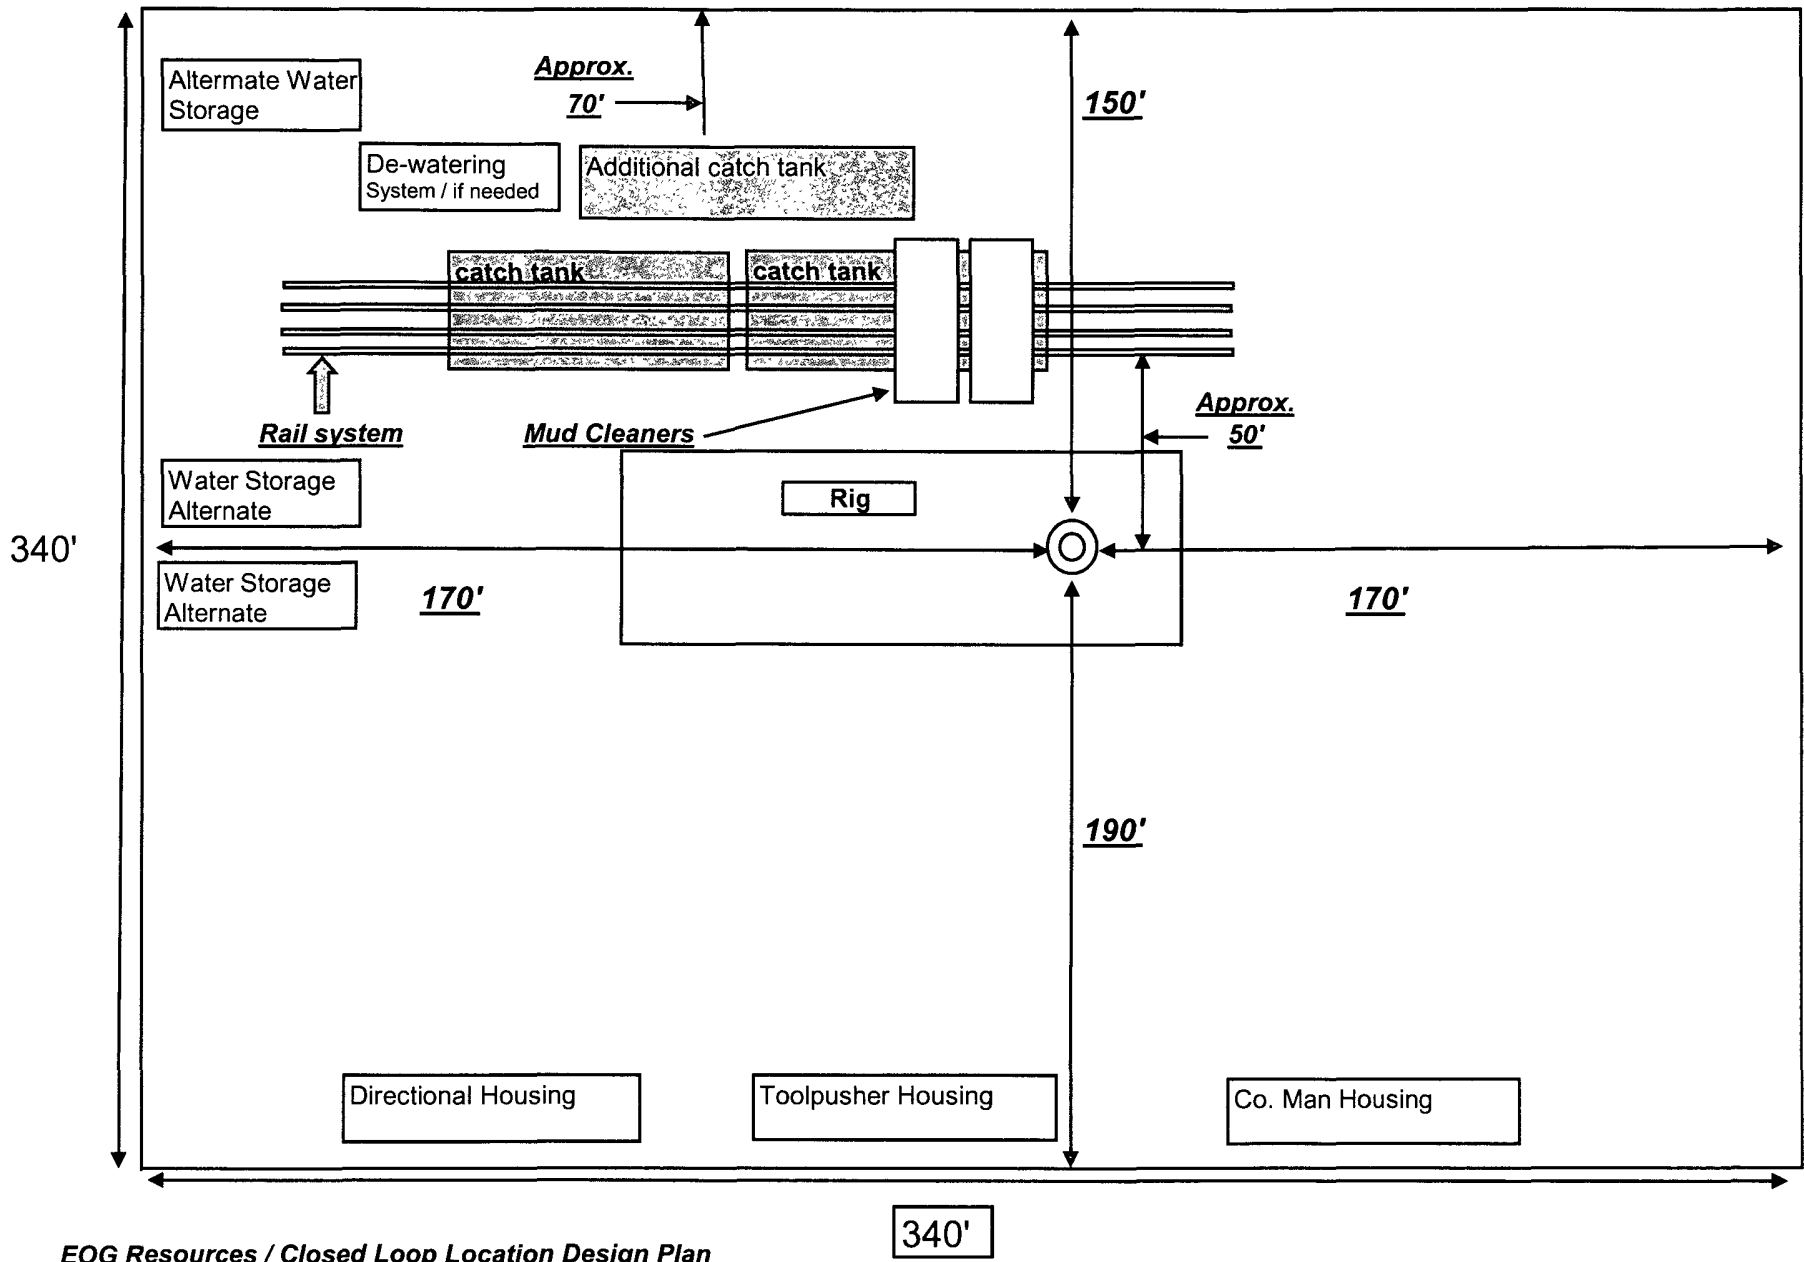 Altermate Water
Storage
Approx.
70'
150'
De-watering
System / if needed
Additional catch tank
catch tank
catch tank
Rail system
Mud Cleaners
Approx.
50'
Water Storage
Alternate
Rig
340'
Water Storage
Alternate
170'
170'
190'
Directional Housing
Toolpusher Housing
Co. Man Housing
340'
EOG Resources / Closed Loop Location Design Plan